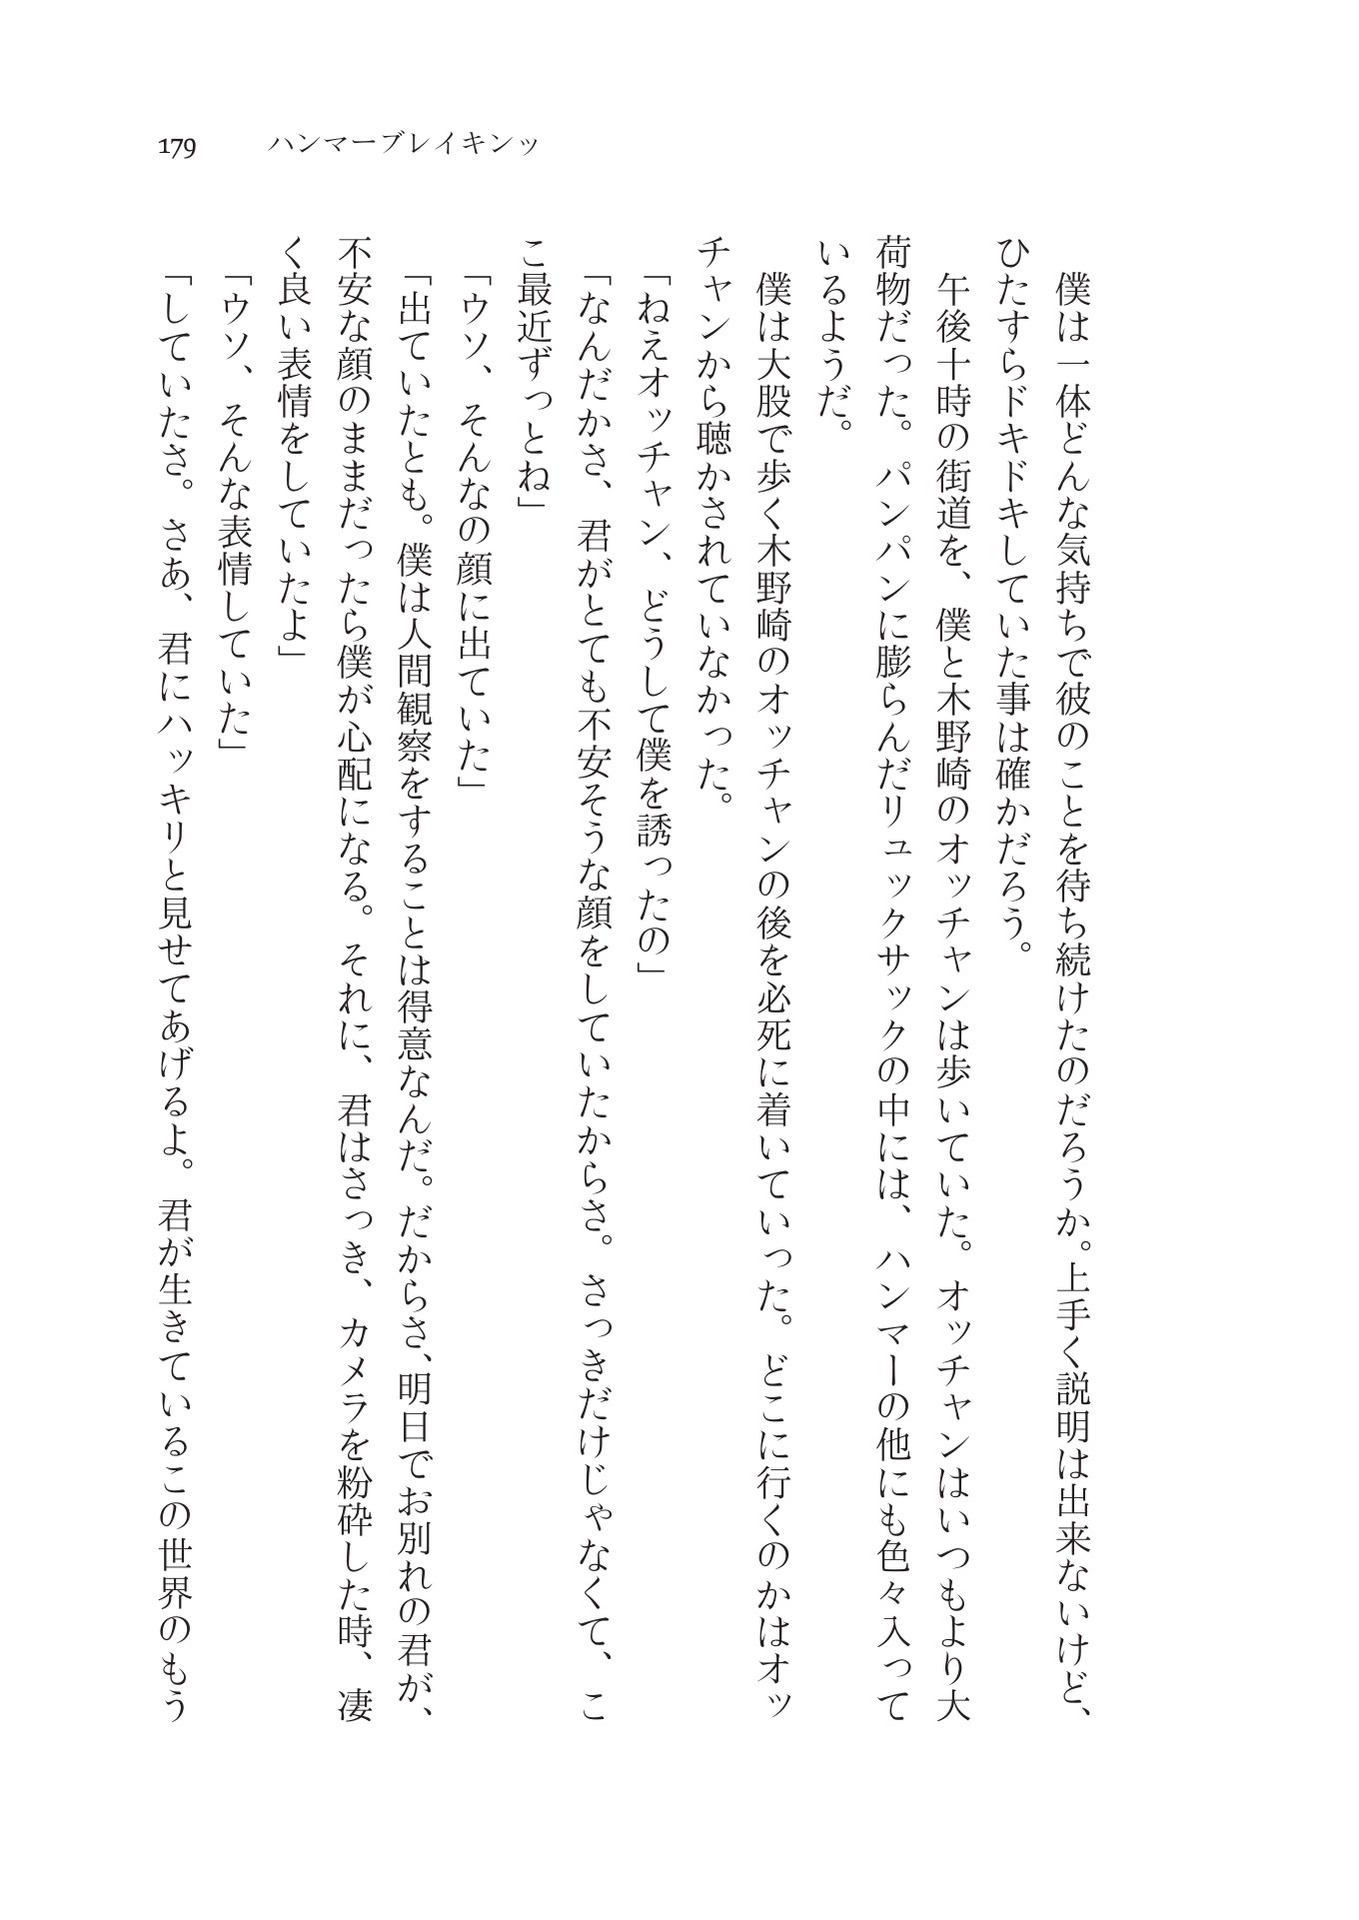 179 ハンマーブレイキンッ
僕は一体どんな気持ちで彼のことを待ち続けたのだろうか。上手く説明は出来ないけど、
ひたすらドキドキしていた事は確かだろう。
午後十時の街道を、僕と木野崎のオッチャンは歩いていた。オッチャンはいつもより大
荷物だった。パンパンに膨らんだリュックサックの中には、ハンマーの他にも色々入って
いるようだ。
僕は大股で歩く木野崎のオッチャンの後を必死に着いていった。どこに行くのかはオッ
チャンから聴かされていなかった。
「ねえオッチャン、どうして僕を誘ったの」
「なんだかさ、君がとても不安そうな顔をしていたからさ。さっきだけじゃなくて、こ
こ最近ずっとね」
「ウソ、そんなの顔に出ていた」
「出ていたとも。僕は人間観察をすることは得意なんだ。だからさ、明日でお別れの君が、
不安な顔のままだったら僕が心配になる。それに、君はさっき、カメラを粉砕した時、凄
く良い表情をしていたよ」
「ウソ、そんな表情していた」
「していたさ。さあ、君にハッキリと見せてあげるよ。君が生きているこの世界のもう